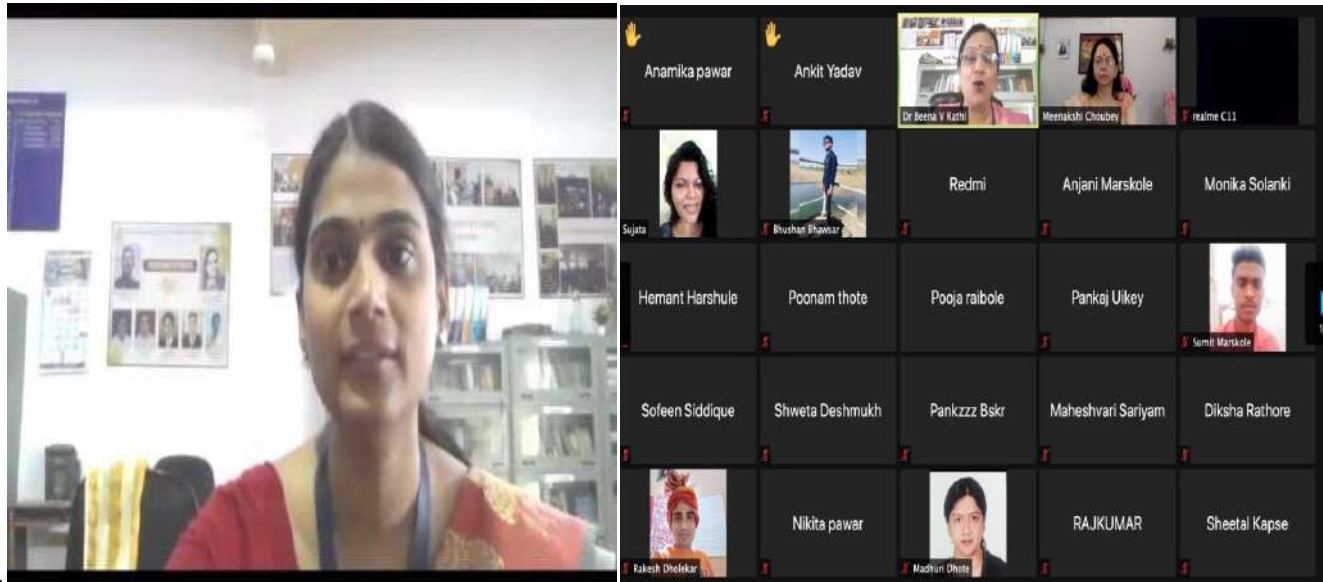 Anamika pawar
Ankit Yadav
Dr Beena V Rathi
Meenakshi Choubey
realme C11
Sujata
Bhushan Bhawsar
Redmi
Anjani Marskole
Monika Solanki
Hemant Harshule
Poonam thote
Pooja raibole
Pankaj Uikey
Sumit Marskole
Sofeen Siddique
Shweta Deshmukh
Pankzzz Bskr
Maheshvari Sariyam
Diksha Rathore
Rakesh Dholekar
Nikita pawar
Madhuri Dhote
RAJKUMAR
Sheetal Kapse